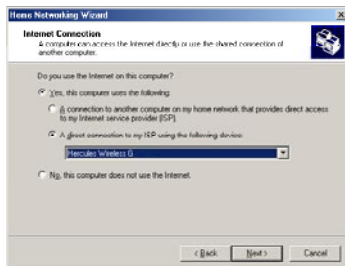 Home Networking Wizard
Internet Connection
A computer can access the Internet directly or use the shared connection of
another computer.
Do you use the Internet on this computer?
Yes, this computer uses the following:
A connection to another computer on my home network that provides direct access
to my Internet service provider (ISP).
A direct connection to my ISP using the following device:
Hercules Wireless G
No, this computer does not use the Internet.
< Back
Next >
Cancel